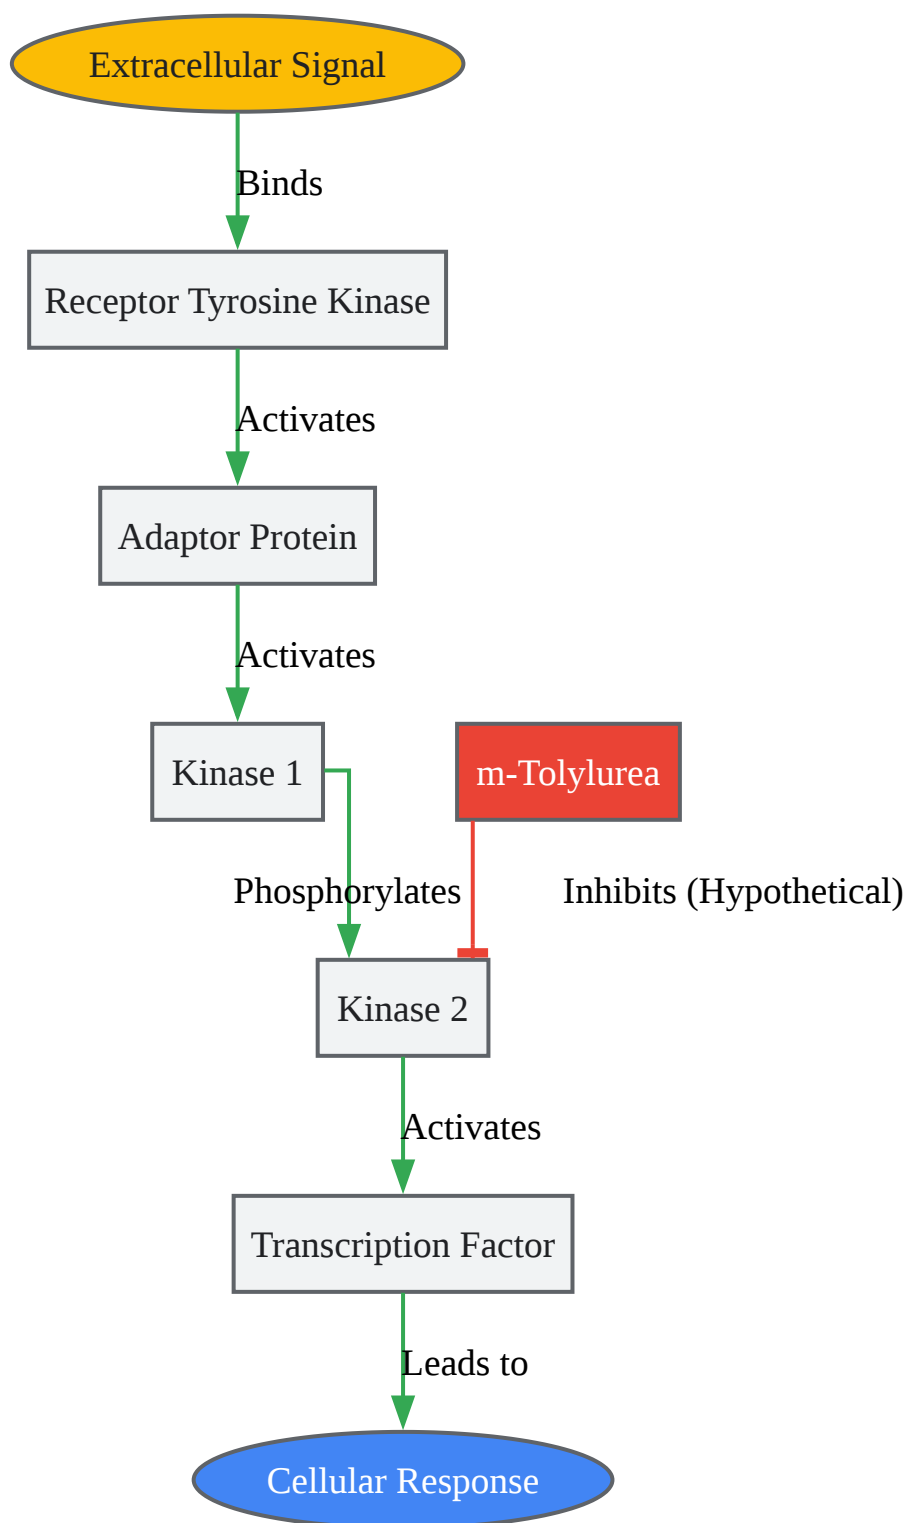 Extracellular Signal
Binds
Receptor Tyrosine Kinase
Activates
Adaptor Protein
Activates
Kinase 1
m-Tolylurea
Phosphorylates
Inhibits (Hypothetical)
Kinase 2
Activates
Transcription Factor
Leads to
Cellular Response